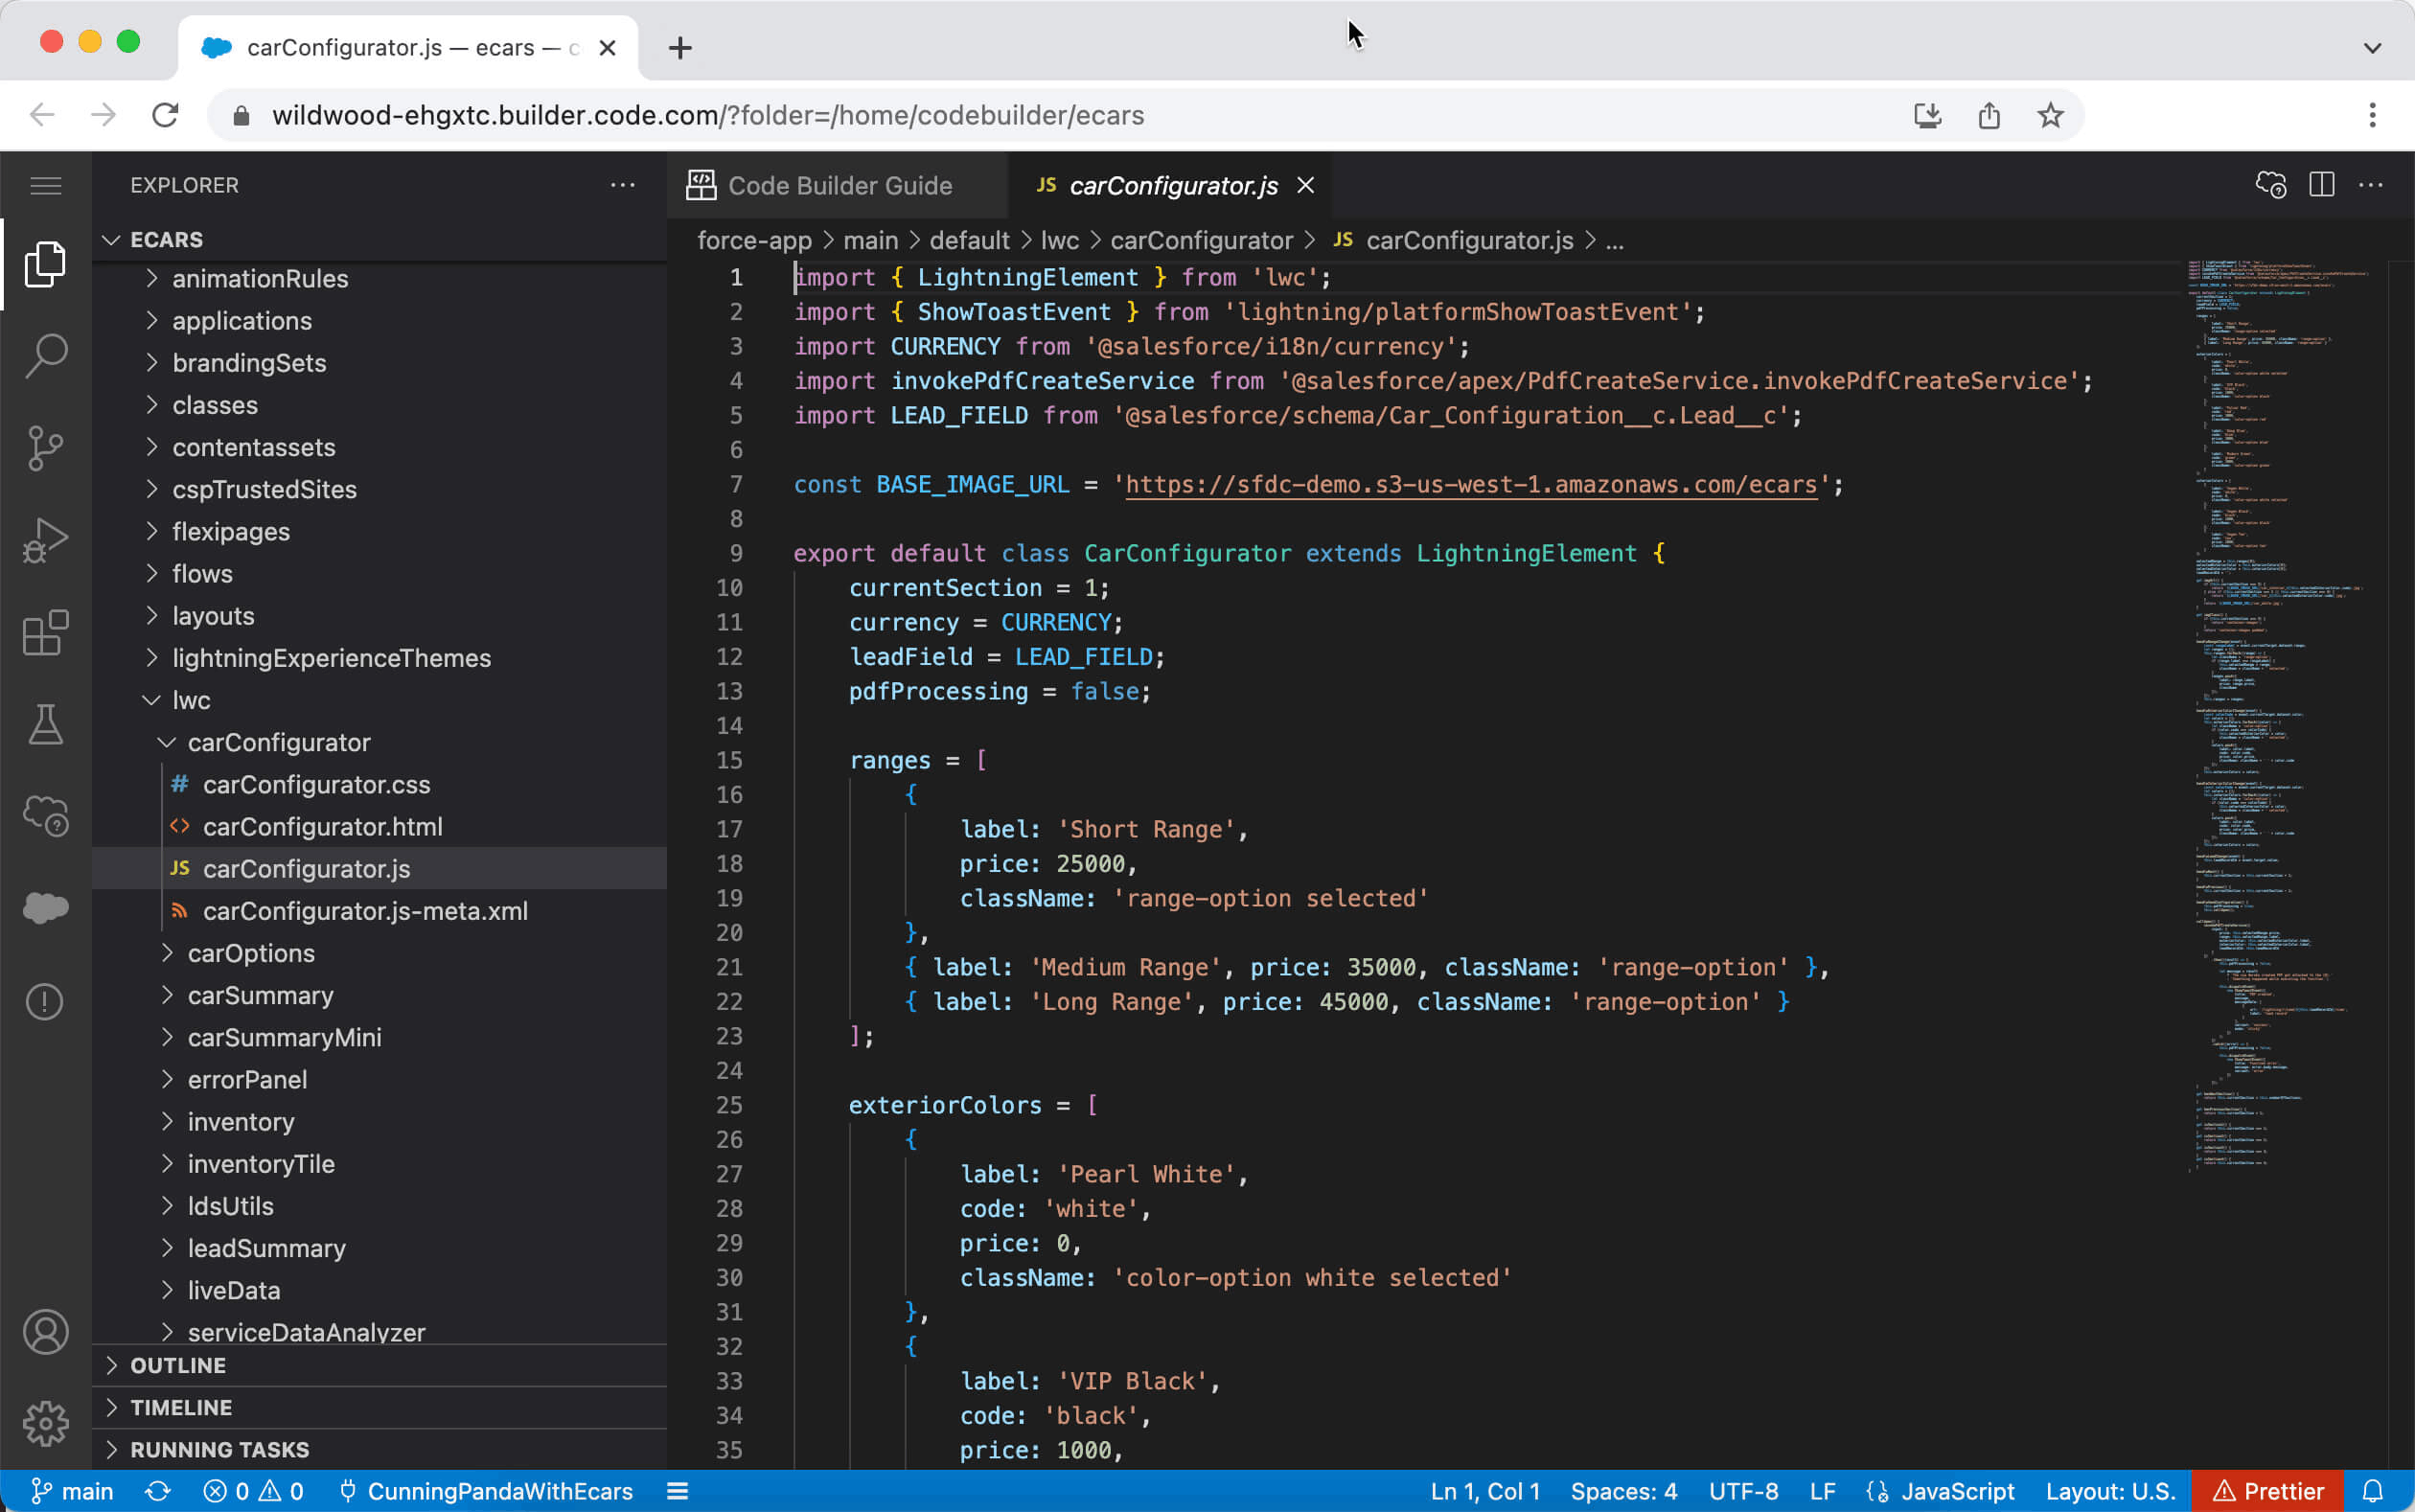 carConfigurator.js — ecars — c
wildwood-ehgxtc.builder.code.com/?folder=/home/codebuilder/ecars
EXPLORER
ECARS
animationRules
applications
brandingSets
classes
contentassets
cspTrustedSites
flexipages
flows
layouts
lightningExperienceThemes
lwc
carConfigurator
# carConfigurator.css
<> carConfigurator.html
JS carConfigurator.js
carConfigurator.js-meta.xml
carOptions
carSummary
carSummaryMini
errorPanel
inventory
inventoryTile
ldsUtils
leadSummary
liveData
serviceDataAnalyzer
OUTLINE
TIMELINE
RUNNING TASKS
Code Builder Guide
JS carConfigurator.js
force-app > main > default > lwc > carConfigurator > JS carConfigurator.js > ...
1 import { LightningElement } from 'lwc';
2 import { ShowToastEvent } from 'lightning/platformShowToastEvent';
3 import CURRENCY from '@salesforce/i18n/currency';
4 import invokePdfCreateService from '@salesforce/apex/PdfCreateService.invokePdfCreateService';
5 import LEAD_FIELD from '@salesforce/schema/Car_Configuration__c.Lead__c';
6
7 const BASE_IMAGE_URL = 'https://sfdc-demo.s3-us-west-1.amazonaws.com/ecars';
8
9 export default class CarConfigurator extends LightningElement {
10 currentSection = 1;
11 currency = CURRENCY;
12 leadField = LEAD_FIELD;
13 pdfProcessing = false;
14
15 ranges = [
16 {
17 label: 'Short Range',
18 price: 25000,
19 className: 'range-option selected'
20 },
21 { label: 'Medium Range', price: 35000, className: 'range-option' },
22 { label: 'Long Range', price: 45000, className: 'range-option' }
23 ];
24
25 exteriorColors = [
26 {
27 label: 'Pearl White',
28 code: 'white',
29 price: 0,
30 className: 'color-option white selected'
31 },
32 {
33 label: 'VIP Black',
34 code: 'black',
35 price: 1000,
main 0 0 CunningPandaWithEcars Ln 1, Col 1 Spaces: 4 UTF-8 LF JavaScript Layout: U.S. Prettier